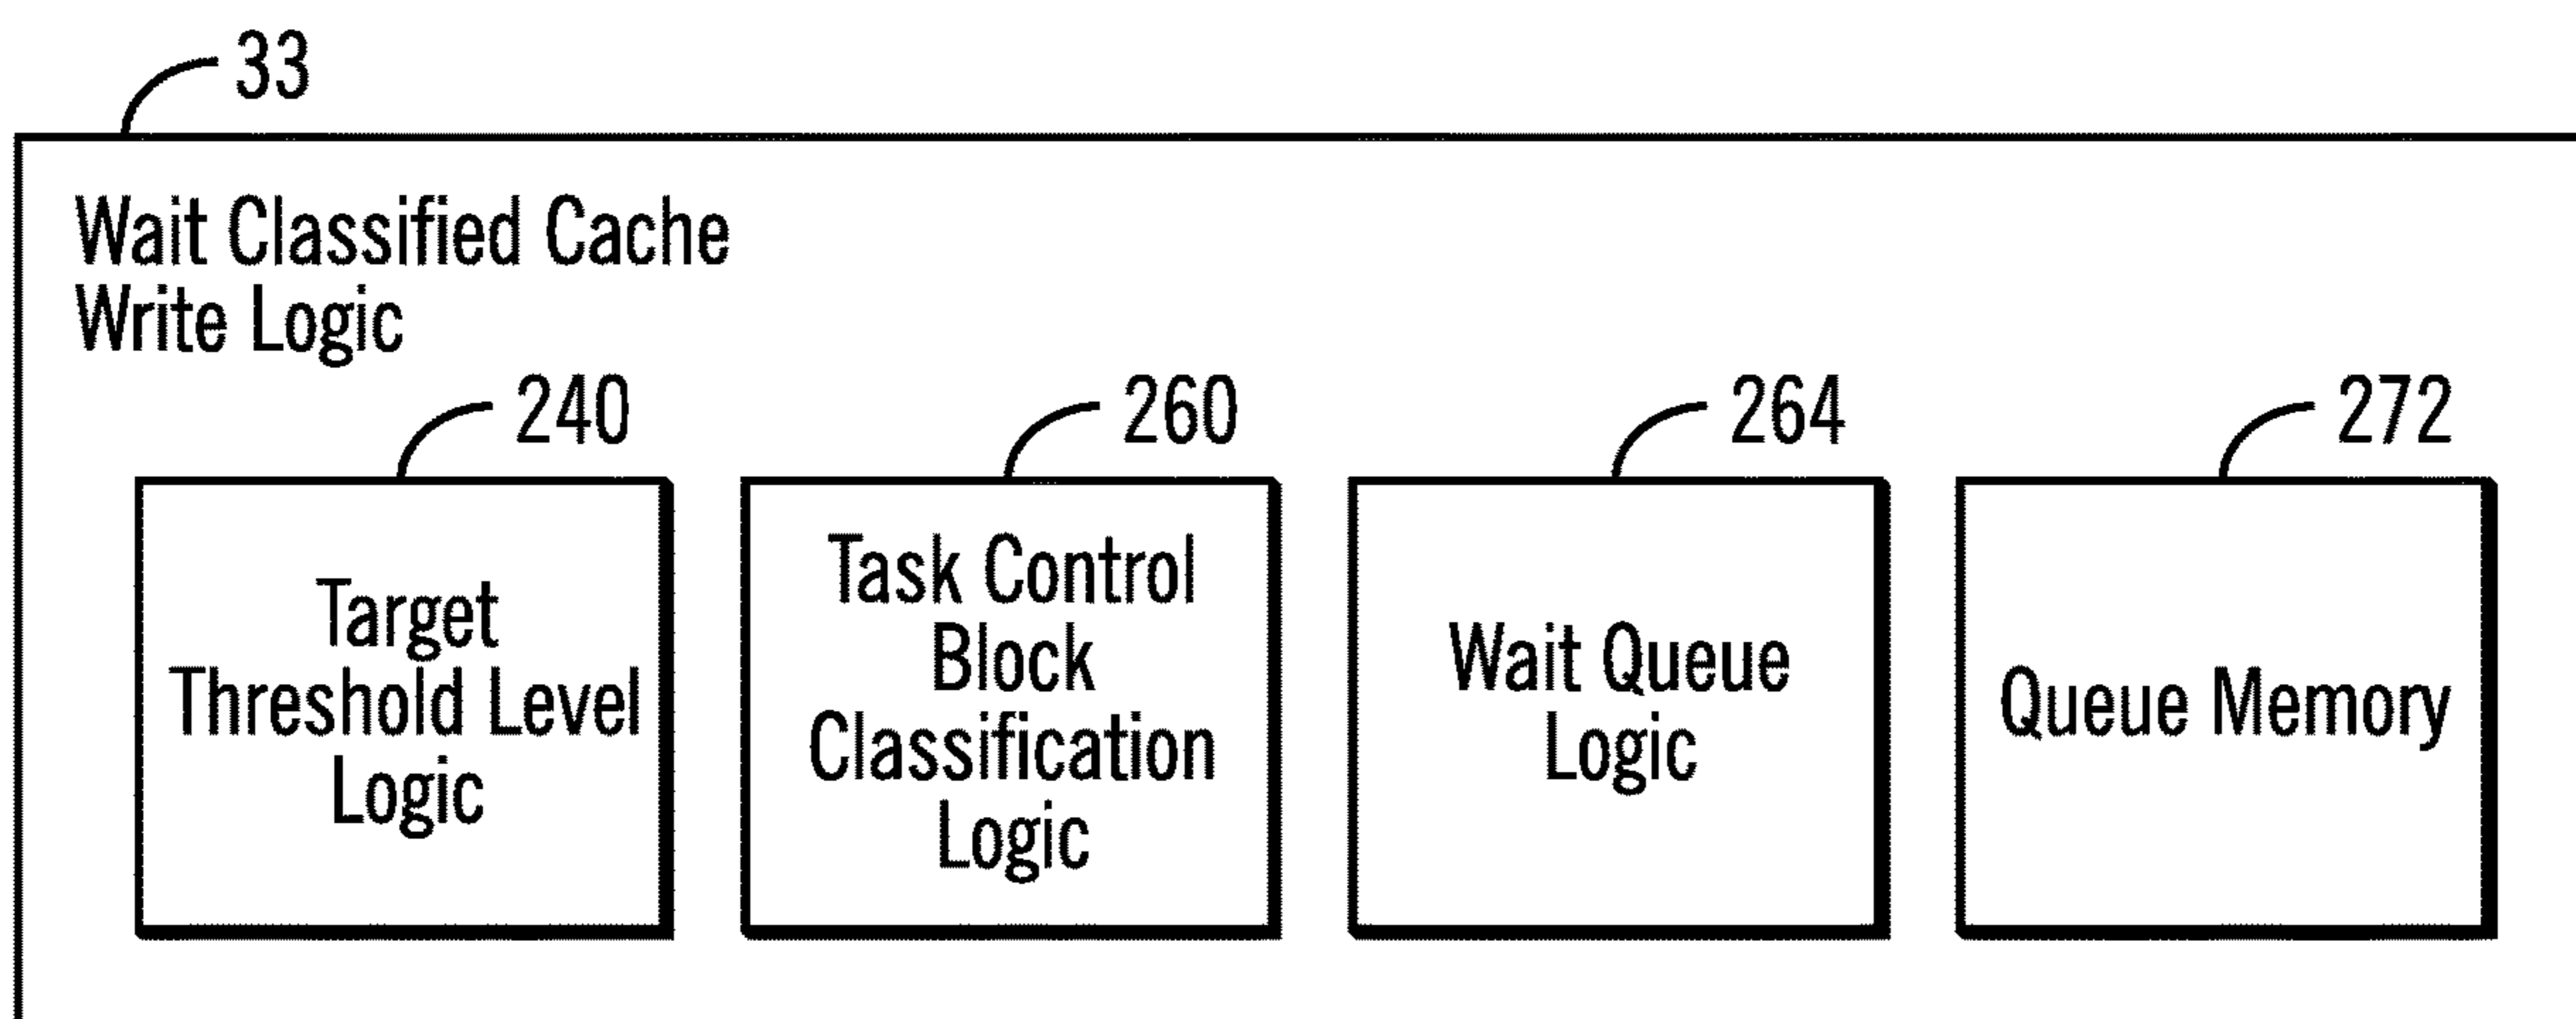 33
Wait Classified Cache
Write Logic
240
260
264
272
Target
Threshold Level
Logic
Task Control
Block
Classification
Logic
Wait Queue
Logic
Queue Memory